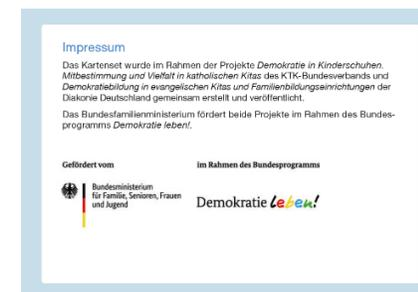 Impressum
Das Kartenset wurde im Rahmen der Projekte Demokratie in Kinderschuhen.
Mitbestimmung und Vielfalt in katholischen Kitas des KTK-Bundesverbands und
Demokratiebildung in evangelischen Kitas und Familienbildungseinrichtungen der
Diakonie Deutschland gemeinsam erstellt und veröffentlicht.
Das Bundesfamilienministerium fördert beide Projekte im Rahmen des Bundes-
programms Demokratie leben!.
Gefördert vom
im Rahmen des Bundesprogramms
Bundesministerium
für Familie, Senioren, Frauen
und Jugend
Demokratie leben!